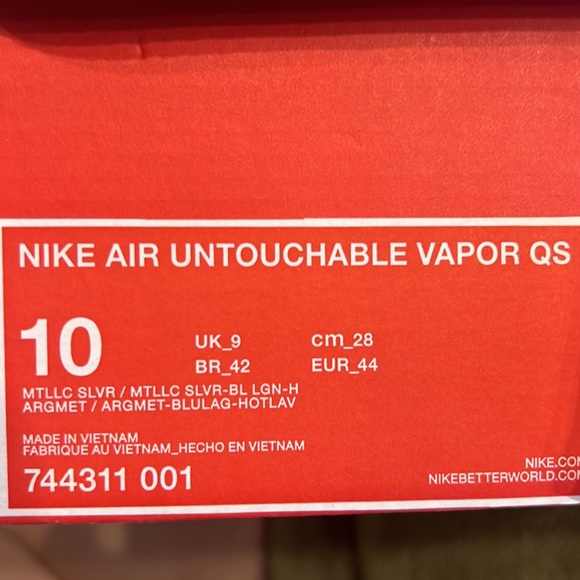 NIKE AIR UNTOUCHABLE VAPOR QS
10
UK_9 cm_28
BR_42 EUR_44
MTLLC SLVR / MTLLC SLVR-BL LGN-H
ARGMET / ARGMET-BLULAG-HOTLAV
MADE IN VIETNAM
FABRIQUE AU VIETNAM_HECHO EN VIETNAM
744311 001
NIKE.COM
NIKEBETTERWORLD.COM